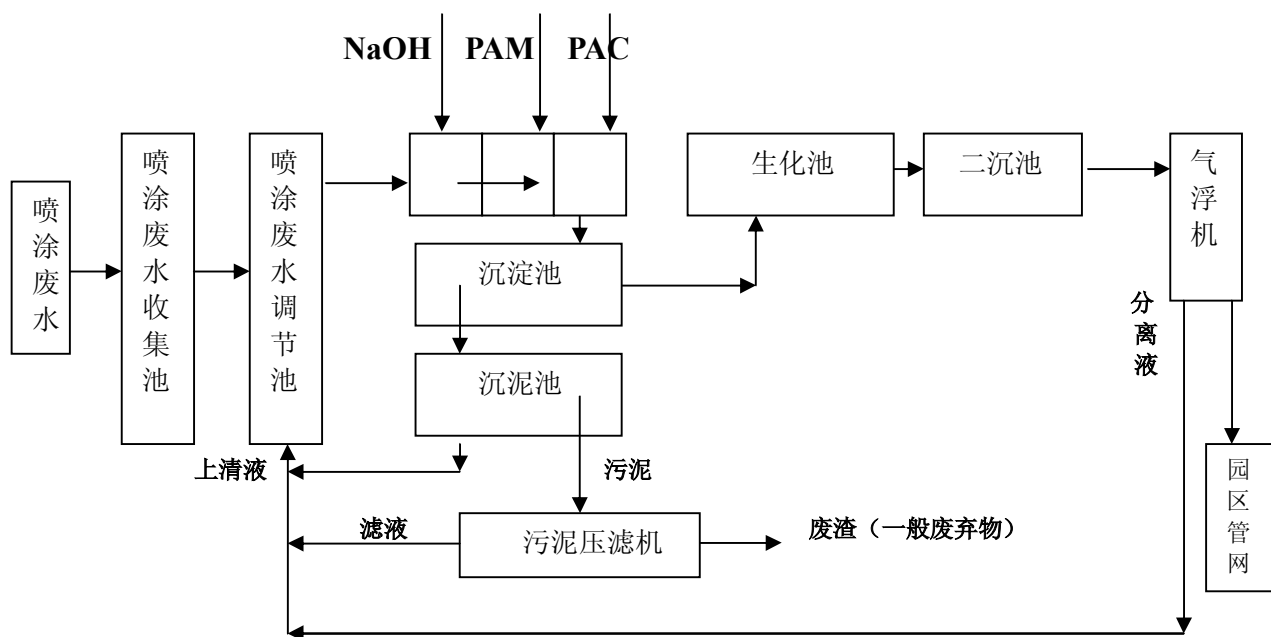 NaOH PAM PAC
喷涂废水
喷涂废水收集池
喷涂废水调节池
生化池
二沉池
气浮机
沉淀池
分离液
沉泥池
上清液
污泥
园区管网
滤液
污泥压滤机
废渣（一般废弃物）